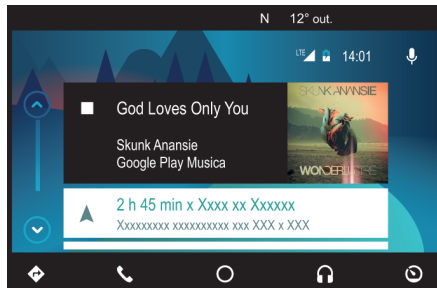 N 12° out.
LTE 14:01
God Loves Only You
SKUNK ANANSIE
Skunk Anansie
Google Play Musica
2 h 45 min x Xxxx xx Xxxxxx
Xxxxxxxxx xxxxxxxxxx xxx XXX x XXX